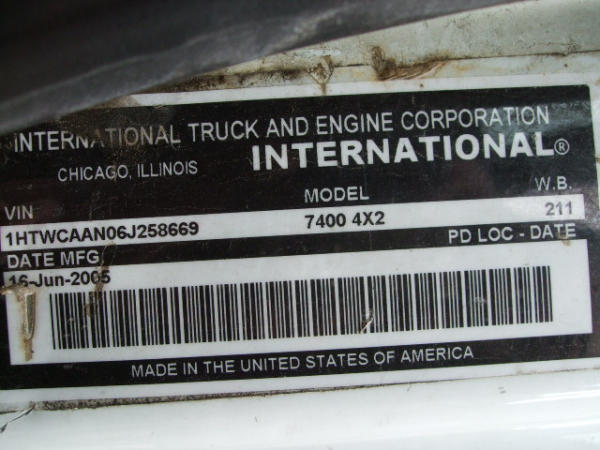 INTERNATIONAL TRUCK AND ENGINE CORPORATION
CHICAGO, ILLINOIS INTERNATIONAL®
VIN MODEL W.B.
1HTWCAAN06J258669 7400 4X2 211
DATE MFG PD LOC - DATE
16-Jun-2005
MADE IN THE UNITED STATES OF AMERICA